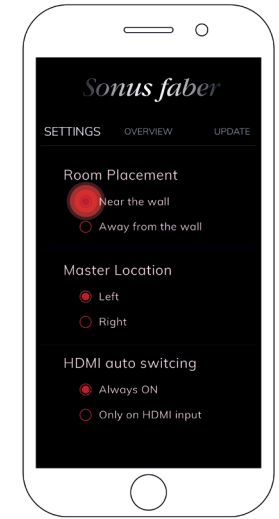 Sonus faber
SETTINGS OVERVIEW UPDATE
Room Placement
Near the wall
Away from the wall
Master Location
Left
Right
HDMI auto switcing
Always ON
Only on HDMI input